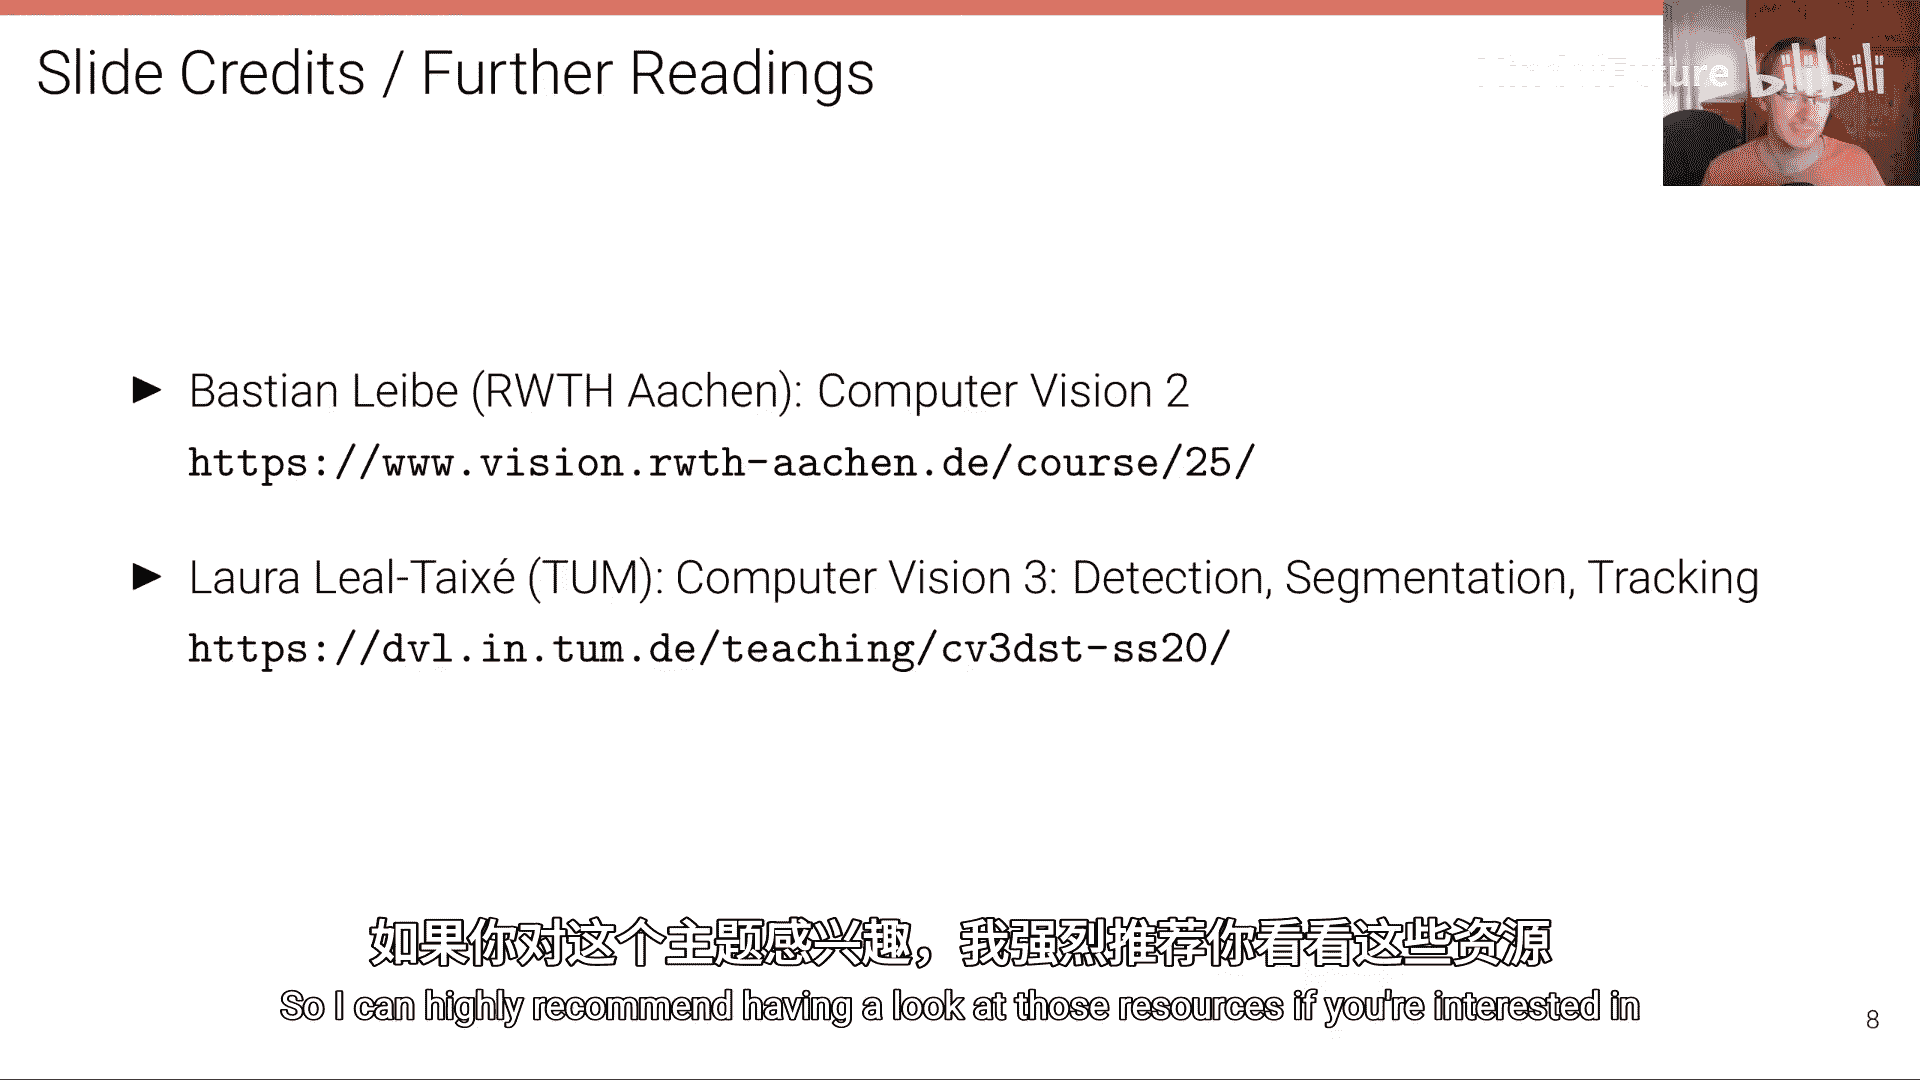 Slide Credits / Further Readings
bilibili
► Bastian Leibe (RWTH Aachen): Computer Vision 2
https://www.vision.rwth-aachen.de/course/25/
► Laura Leal-Taixé (TUM): Computer Vision 3: Detection, Segmentation, Tracking
https://dvl.in.tum.de/teaching/cv3dst-ss20/
如果你对这个主题感兴趣，我强烈推荐你看看这些资源
So I can highly recommend having a look at those resources if you're interested in
8